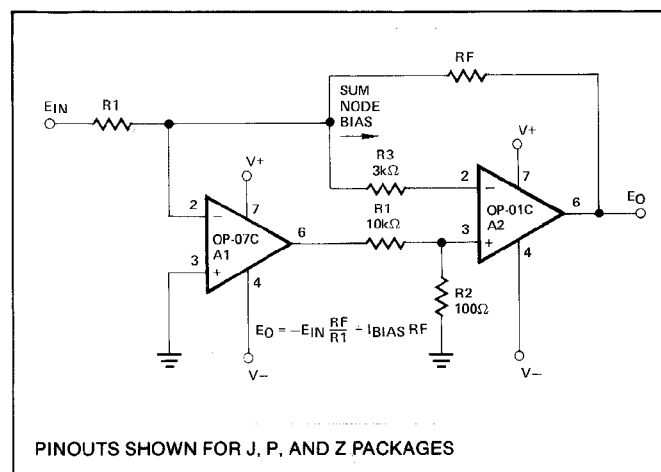 RF
SUM
NODE
BIAS
EIN
R1
V+
V+
R3
3kΩ
2
7
EO
2
7
R1
10kΩ
OP-01C
A2
6
OP-07C
A1
6
3
3
4
4
R2
100Ω
EO = -EIN RF/R1 - IBIAS RF
V-
V-
PINOUTS SHOWN FOR J, P, AND Z PACKAGES